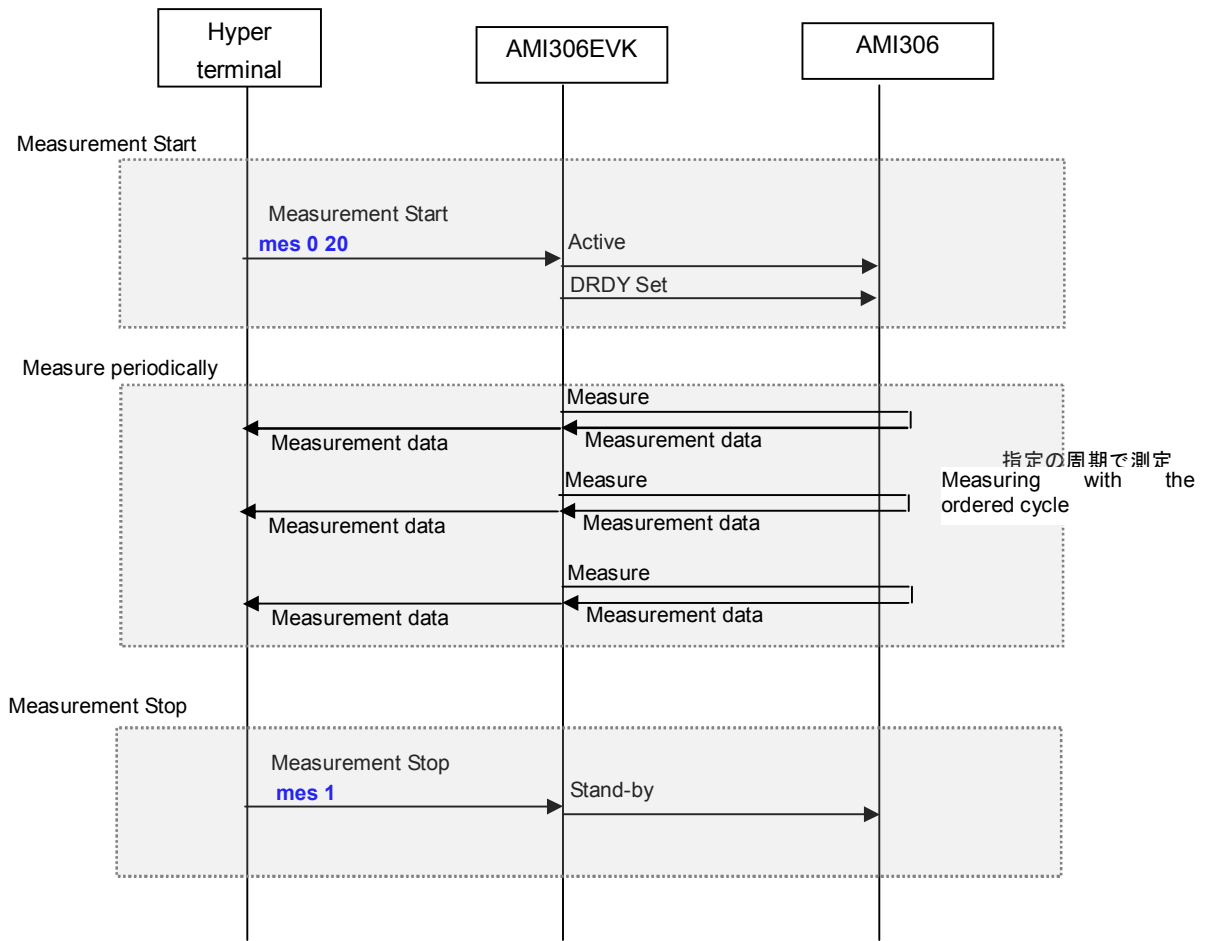 Hyper
terminal
AMI306EVK
AMI306
Measurement Start
Measurement Start
mes 0 20
Active
DRDY Set
Measure periodically
Measure
Measurement data
Measurement data
指定の周期で測定
Measuring with the
ordered cycle
Measure
Measurement data
Measurement data
Measure
Measurement data
Measurement data
Measurement Stop
Measurement Stop
mes 1
Stand-by